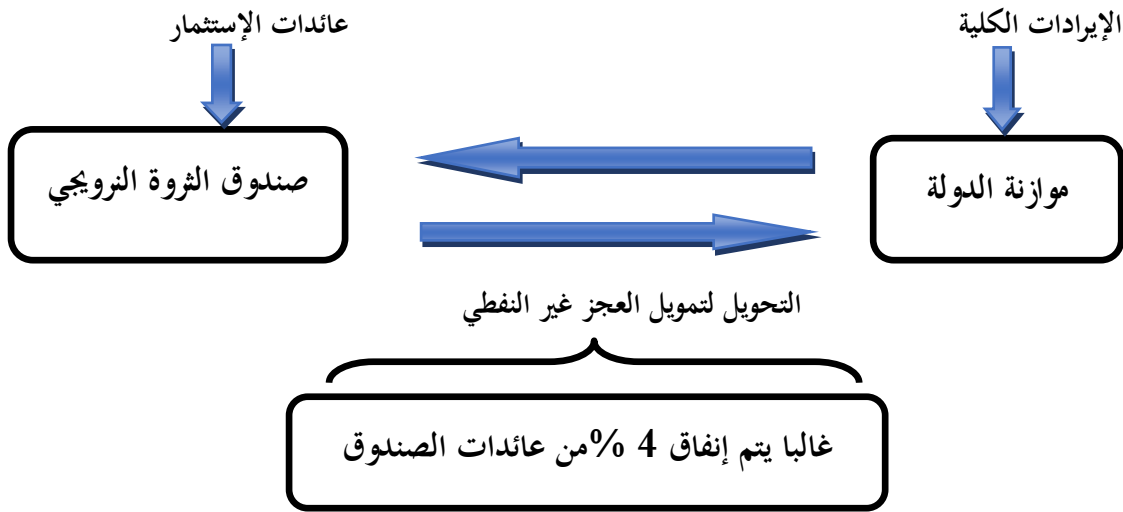 الإيرادات الكلية
عائدات الإستثمار
موازنة الدولة
صندوق الثروة النرويجي
التحويل لتمويل العجز غير النفطي
غالبا يتم إنفاق 4 %من عائدات الصندوق